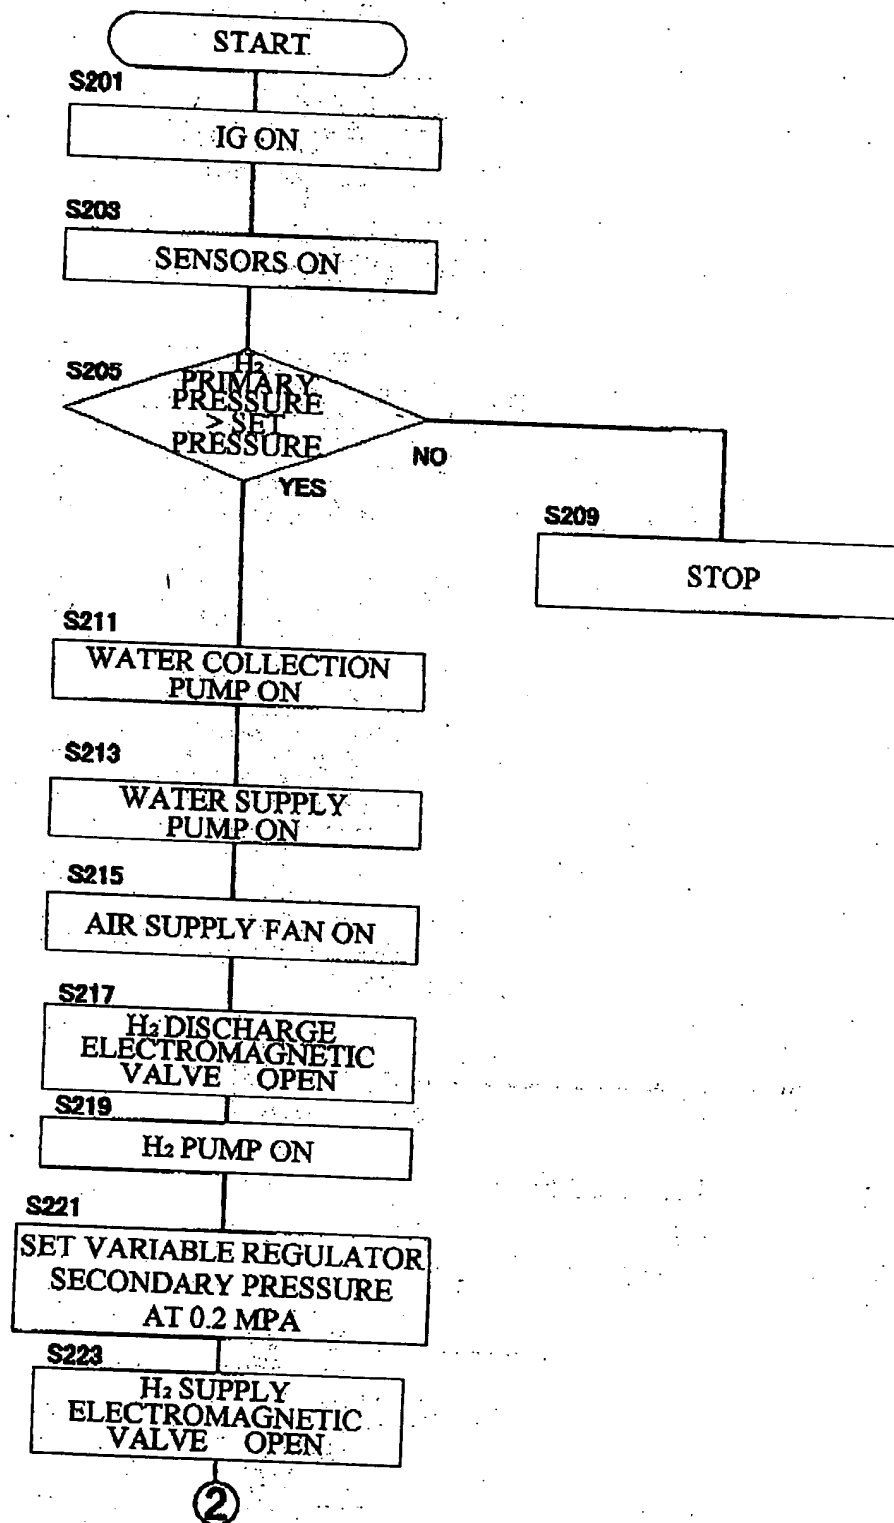 START
S201
IG ON
S203
SENSORS ON
S205
H₂
PRIMARY
PRESSURE
> SET
PRESSURE
NO
YES
S209
STOP
S211
WATER COLLECTION
PUMP ON
S213
WATER SUPPLY
PUMP ON
S215
AIR SUPPLY FAN ON
S217
H₂ DISCHARGE
ELECTROMAGNETIC
VALVE OPEN
S219
H₂ PUMP ON
S221
SET VARIABLE REGULATOR
SECONDARY PRESSURE
AT 0.2 MPA
S223
H₂ SUPPLY
ELECTROMAGNETIC
VALVE OPEN
2